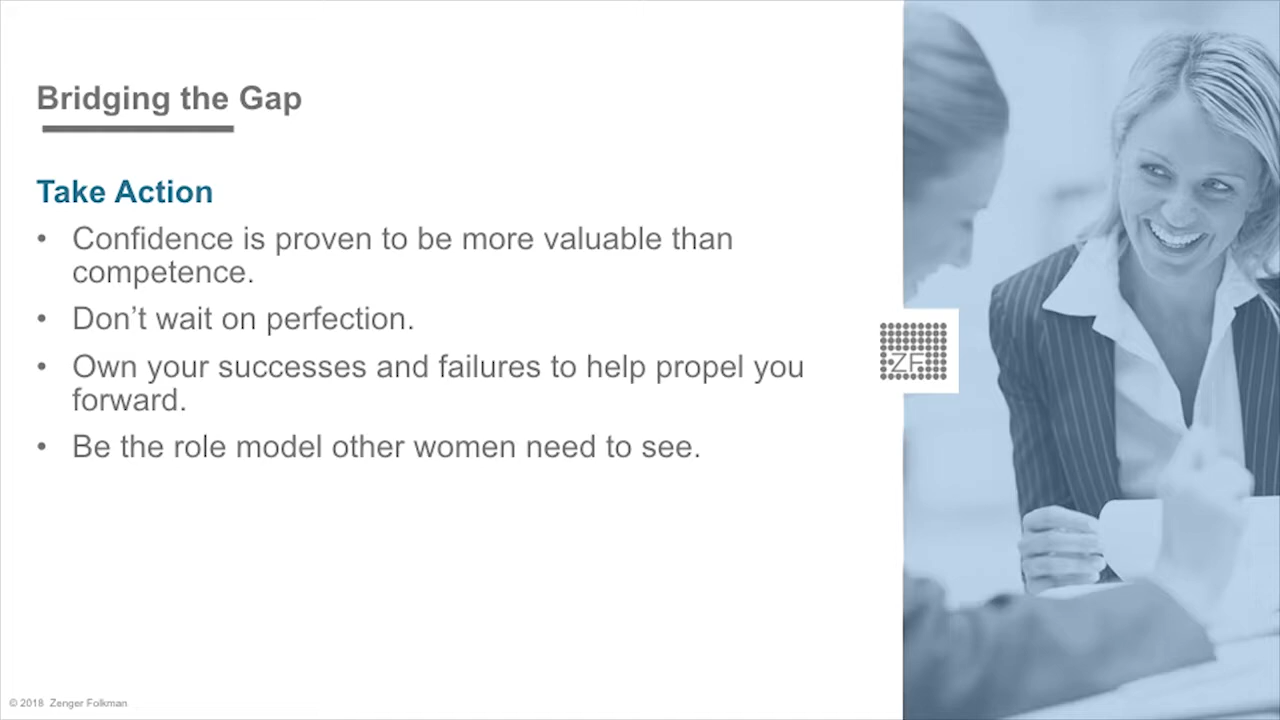 Bridging the Gap
Take Action
• Confidence is proven to be more valuable than
competence.
• Don’t wait on perfection.
• Own your successes and failures to help propel you
forward.
• Be the role model other women need to see.
ZF
© 2018 Zenger Folkman